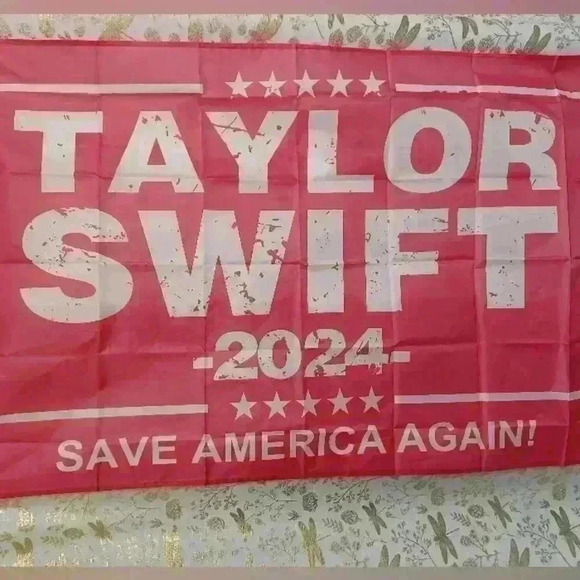 TAYLOR
SWIFT
-2024-
SAVE AMERICA AGAIN!